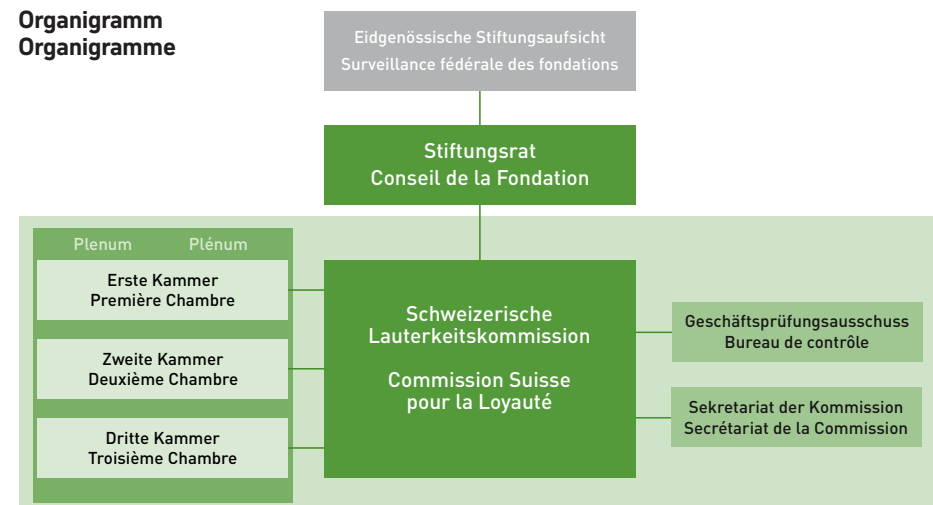 Organigramm
Organigramme
Eidgenössische Stiftungsaufsicht
Surveillance fédérale des fondations
Stiftungsrat
Conseil de la Fondation
Plenum Plénum
Erste Kammer
Première Chambre
Zweite Kammer
Deuxième Chambre
Dritte Kammer
Troisième Chambre
Schweizerische
Lauterkeitskommission
Commission Suisse
pour la Loyauté
Geschäftsprüfungsausschuss
Bureau de contrôle
Sekretariat der Kommission
Secrétariat de la Commission